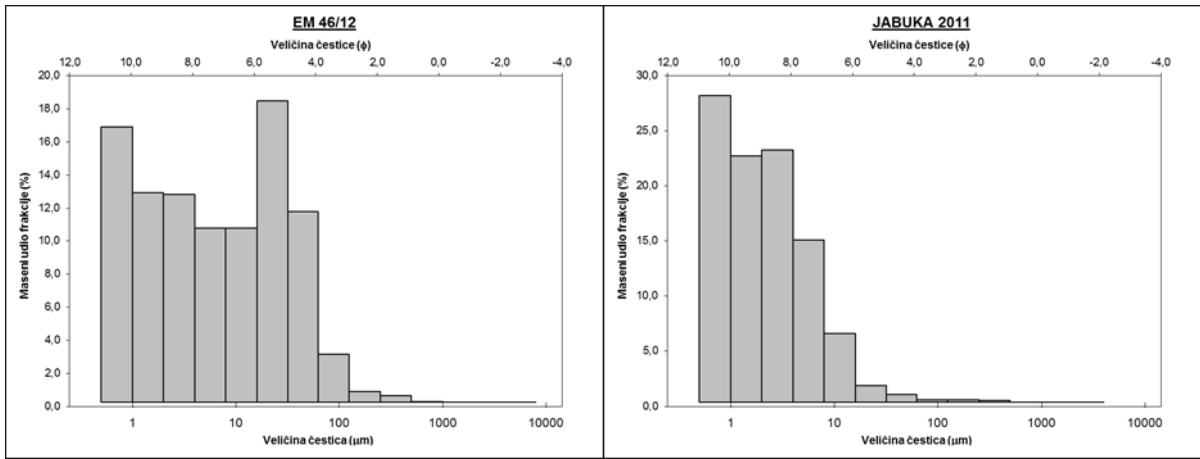 EM 46/12
Veličina čestice (ϕ)
12,0 10,0 8,0 6,0 4,0 2,0 0,0 -2,0 -4,0
20,0
18,0
16,0
14,0
12,0
10,0
8,0
6,0
4,0
2,0
0,0
Maseni udio frakcije (%)
1 10 100 1000 10000
Veličina čestica (µm)
JABUKA 2011
Veličina čestice (ϕ)
12,0 10,0 8,0 6,0 4,0 2,0 0,0 -2,0 -4,0
30,0
25,0
20,0
15,0
10,0
5,0
0,0
Maseni udio frakcije (%)
1 10 100 1000 10000
Veličina čestica (µm)